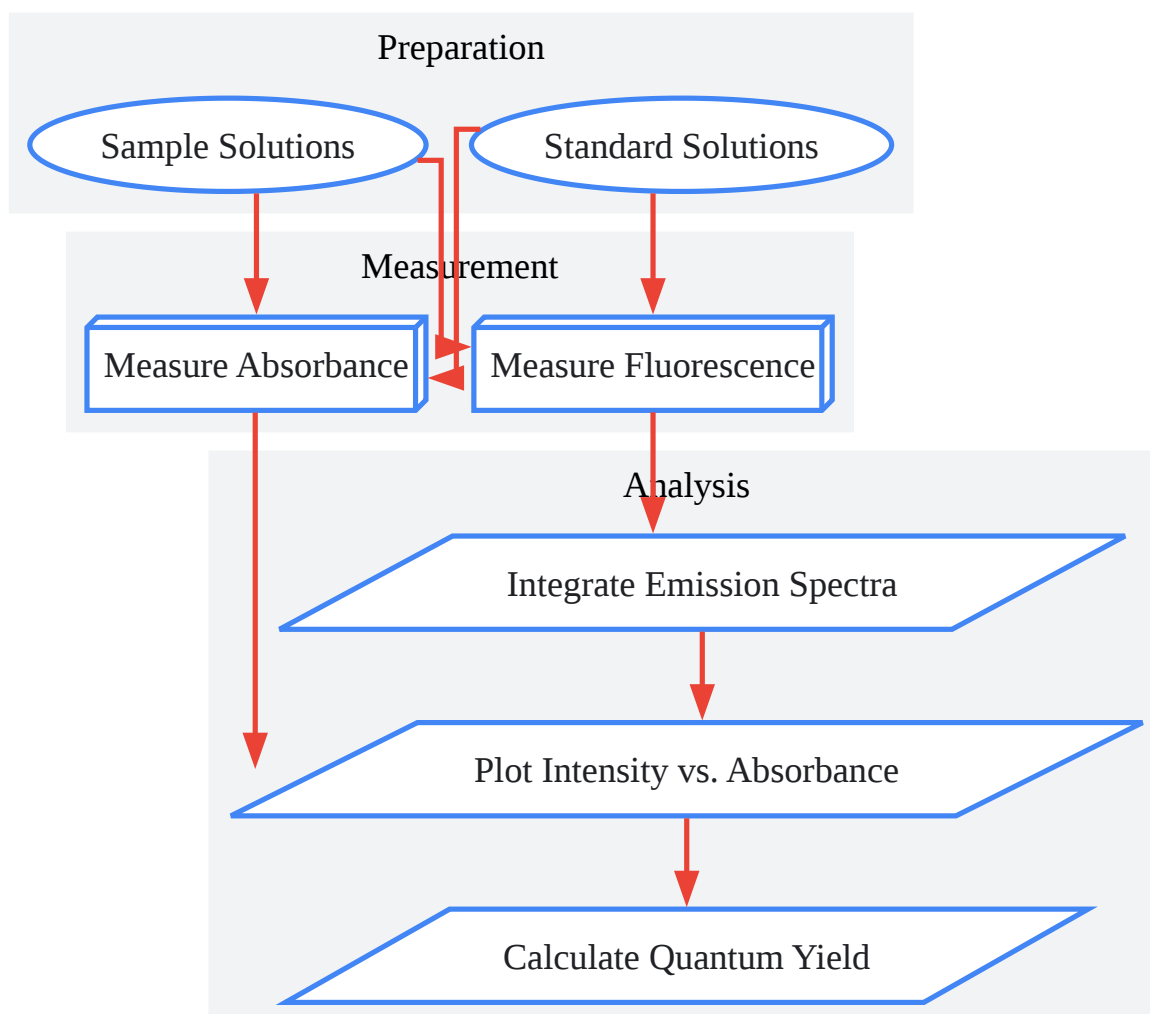 Preparation
Sample Solutions
Standard Solutions
Measurement
Measure Absorbance
Measure Fluorescence
Analysis
Integrate Emission Spectra
Plot Intensity vs. Absorbance
Calculate Quantum Yield